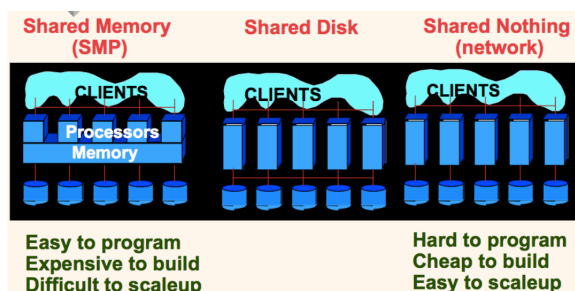 Shared Memory
(SMP)
Shared Disk
Shared Nothing
(network)
CLIENTS
Processors
Memory
CLIENTS
CLIENTS
Easy to program
Expensive to build
Difficult to scaleup
Hard to program
Cheap to build
Easy to scaleup